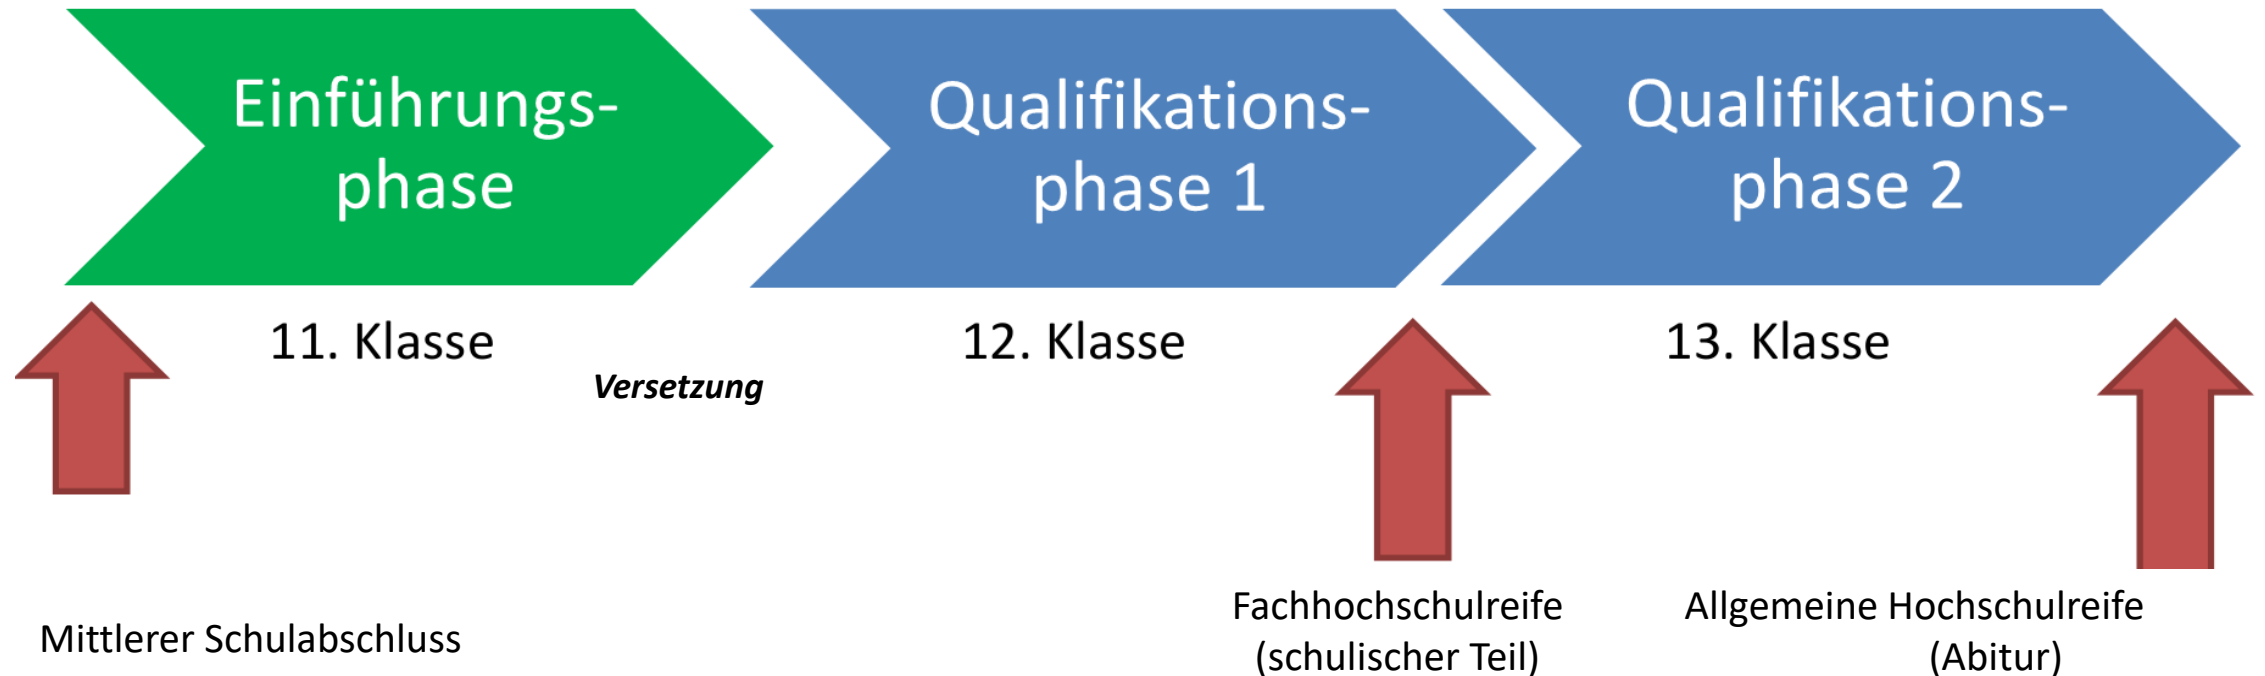 Einführungs-
phase
Qualifikations-
phase 1
Qualifikations-
phase 2
11. Klasse
12. Klasse
13. Klasse
Versetzung
Mittlerer Schulabschluss
Fachhochschulreife
(schulischer Teil)
Allgemeine Hochschulreife
(Abitur)